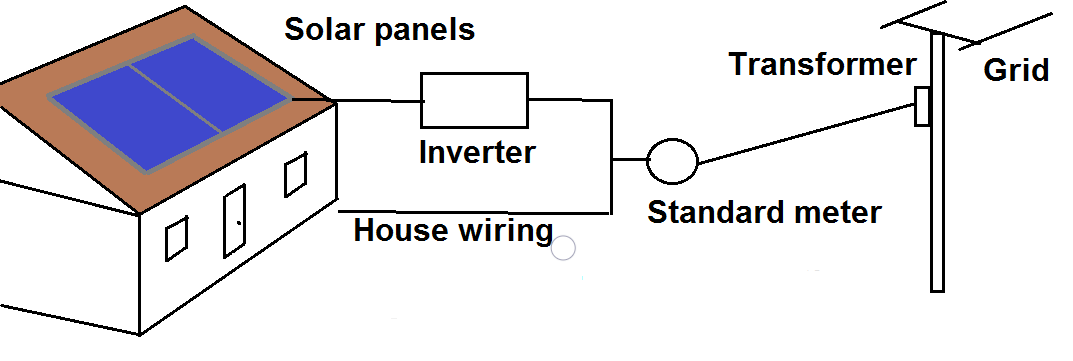 Solar panels
Transformer
Grid
Inverter
Standard meter
House wiring